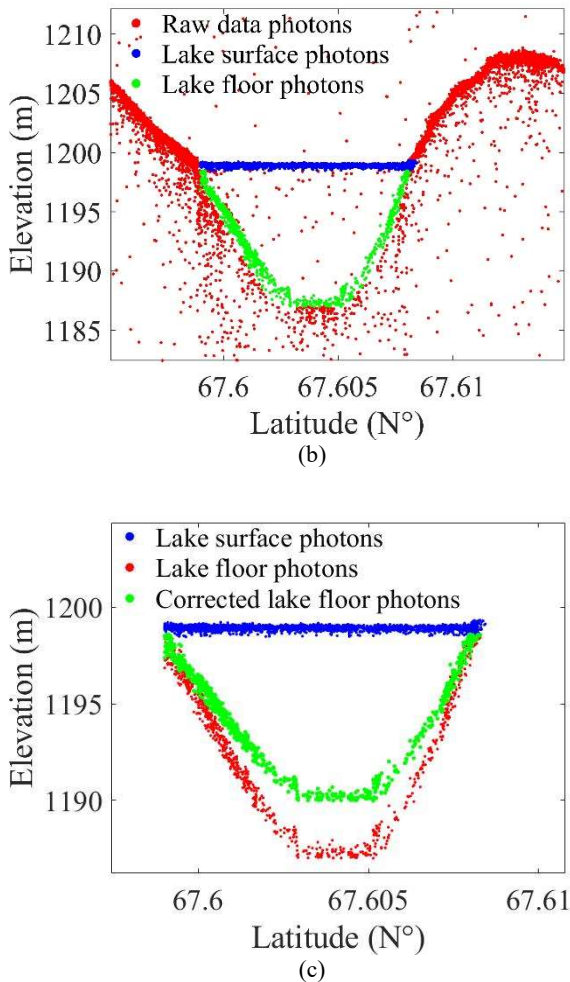 1210
1205
1200
1195
1190
1185
Elevation (m)
Raw data photons
Lake surface photons
Lake floor photons
67.6
67.605
67.61
Latitude (N°)
(b)
1200
1195
1190
Elevation (m)
Lake surface photons
Lake floor photons
Corrected lake floor photons
67.6
67.605
67.61
Latitude (N°)
(c)